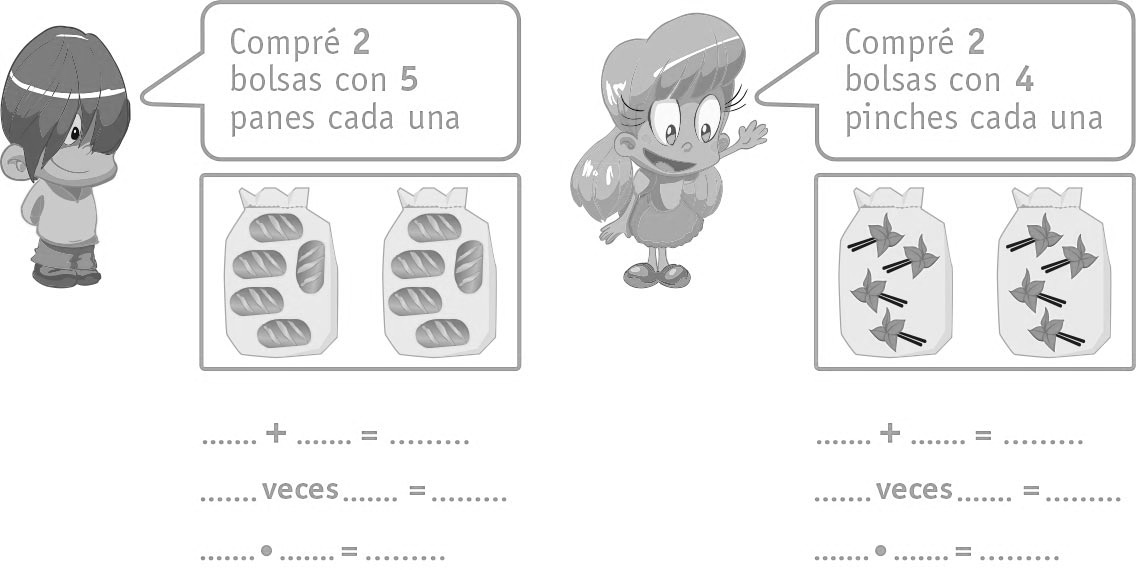 Compré 2
bolsas con 5
panes cada una
....... + ....... = .........
....... veces ....... = .........
....... • ....... = .........
Compré 2
bolsas con 4
pinches cada una
....... + ....... = .........
....... veces ....... = .........
....... • ....... = .........